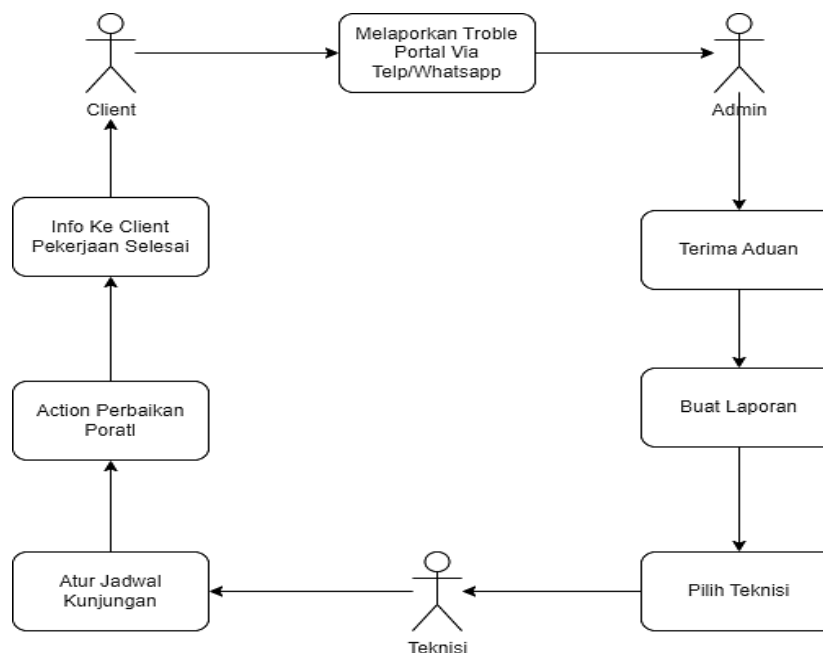 Melaporkan Troble
Portal Via
Telp/Whatsapp
Client
Admin
Info Ke Client
Pekerjaan Selesai
Terima Aduan
Action Perbaikan
Poratl
Buat Laporan
Atur Jadwal
Kunjungan
Pilih Teknisi
Teknisi